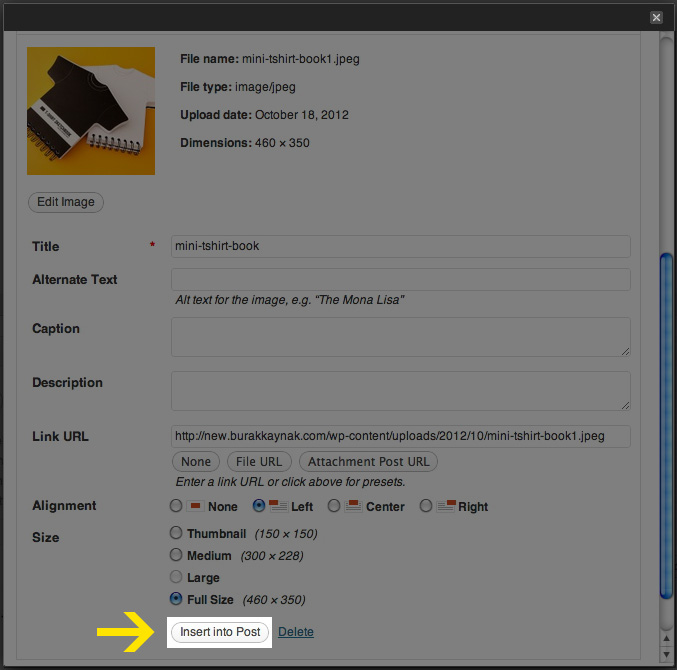 File name: mini-tshirt-book1.jpeg
File type: image/jpeg
Upload date: October 18, 2012
Dimensions: 460 × 350
Edit Image
Title * mini-tshirt-book
Alternate Text
Alt text for the image, e.g. “The Mona Lisa”
Caption
Description
Link URL http://new.burakkaynak.com/wp-content/uploads/2012/10/mini-tshirt-book1.jpeg
None File URL Attachment Post URL
Enter a link URL or click above for presets.
Alignment None Left Center Right
Size Thumbnail (150 × 150)
Medium (300 × 228)
Large
Full Size (460 × 350)
Insert into Post Delete